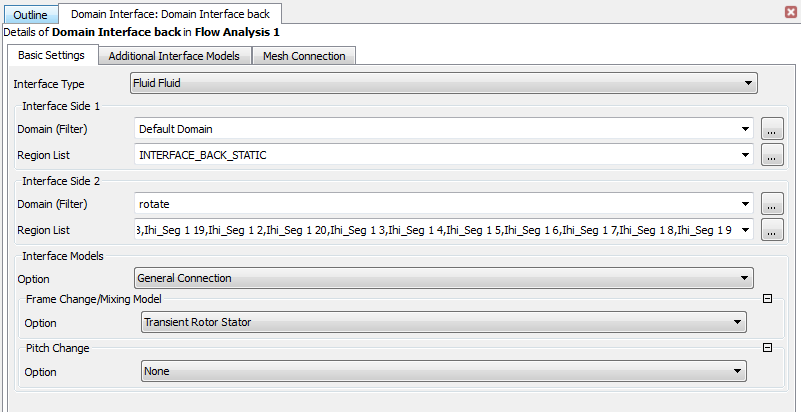 Outline
Domain Interface: Domain Interface back
Details of Domain Interface back in Flow Analysis 1
Basic Settings
Additional Interface Models
Mesh Connection
Interface Type
Fluid Fluid
Interface Side 1
Domain (Filter)
Default Domain
...
Region List
INTERFACE_BACK_STATIC
...
Interface Side 2
Domain (Filter)
rotate
...
Region List
3,Ihi_Seg 1 19,Ihi_Seg 1 2,Ihi_Seg 1 20,Ihi_Seg 1 3,Ihi_Seg 1 4,Ihi_Seg 1 5,Ihi_Seg 1 6,Ihi_Seg 1 7,Ihi_Seg 1 8,Ihi_Seg 1 9
...
Interface Models
Option
General Connection
Frame Change/Mixing Model
Option
Transient Rotor Stator
Pitch Change
Option
None